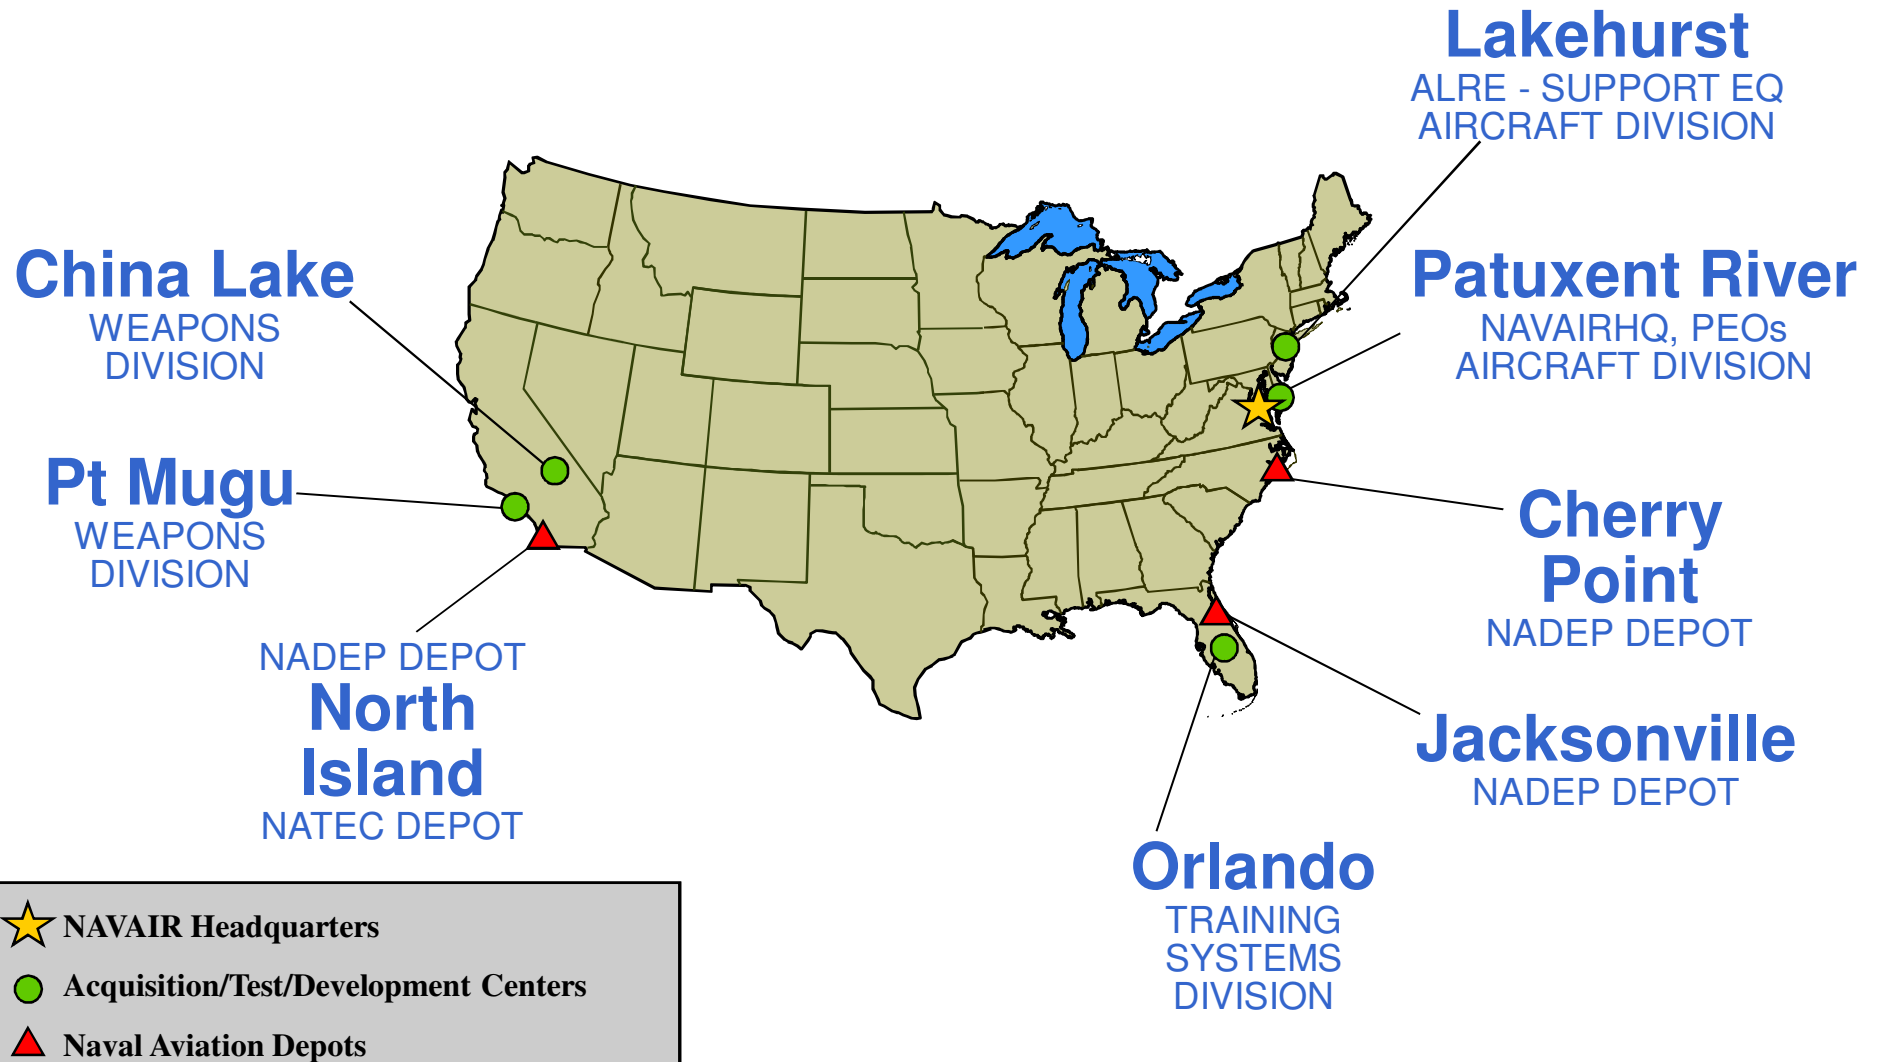 Lakehurst
ALRE - SUPPORT EQ
AIRCRAFT DIVISION
China Lake
WEAPONS
DIVISION
Patuxent River
NAVAIRHQ, PEOs
AIRCRAFT DIVISION
Pt Mugu
WEAPONS
DIVISION
Cherry
Point
NADEP DEPOT
NADEP DEPOT
North
Island
NATEC DEPOT
Jacksonville
NADEP DEPOT
Orlando
TRAINING
SYSTEMS
DIVISION
NAVAIR Headquarters
Acquisition/Test/Development Centers
Naval Aviation Depots